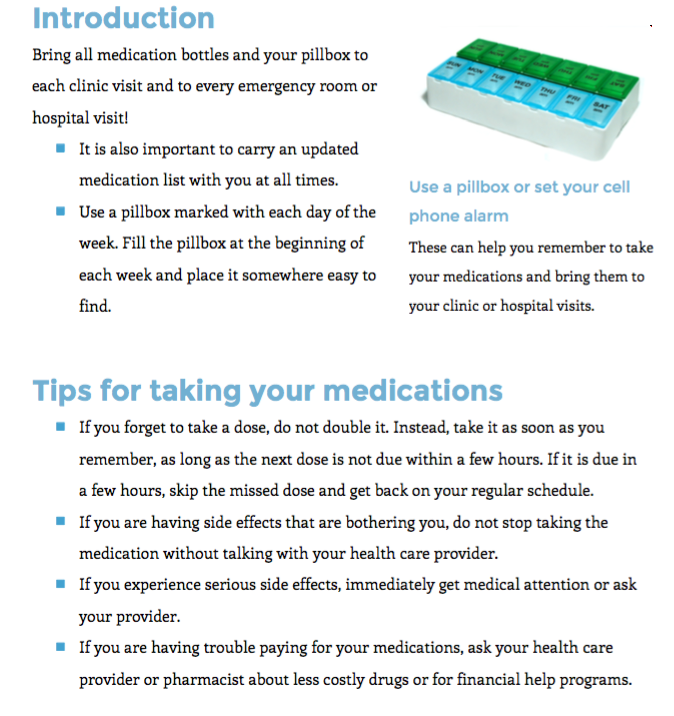 Introduction
Bring all medication bottles and your pillbox to
each clinic visit and to every emergency room or
hospital visit!
It is also important to carry an updated
medication list with you at all times.
Use a pillbox marked with each day of the
week. Fill the pillbox at the beginning of
each week and place it somewhere easy to
find.
SUN MON TUE WED THU FRI SAT
Use a pillbox or set your cell
phone alarm
These can help you remember to take
your medications and bring them to
your clinic or hospital visits.
Tips for taking your medications
If you forget to take a dose, do not double it. Instead, take it as soon as you
remember, as long as the next dose is not due within a few hours. If it is due in
a few hours, skip the missed dose and get back on your regular schedule.
If you are having side effects that are bothering you, do not stop taking the
medication without talking with your health care provider.
If you experience serious side effects, immediately get medical attention or ask
your provider.
If you are having trouble paying for your medications, ask your health care
provider or pharmacist about less costly drugs or for financial help programs.